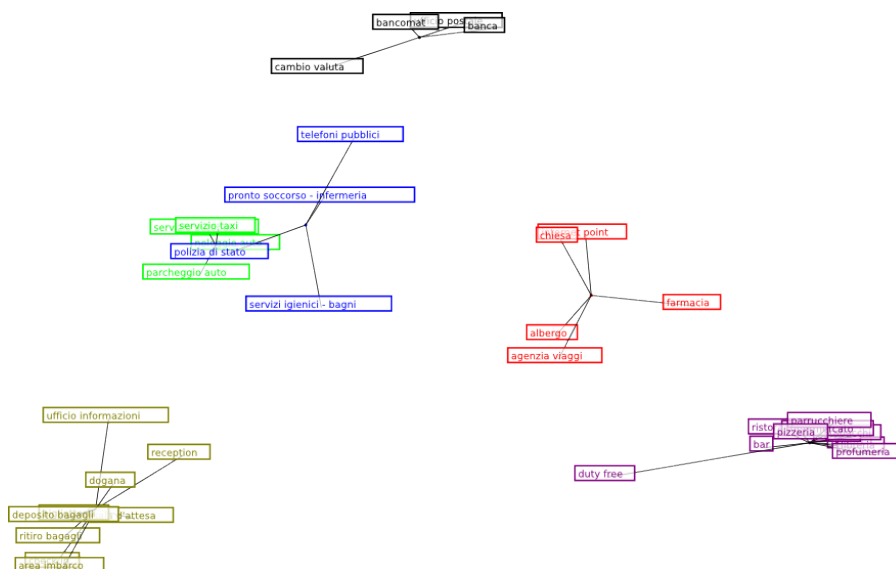 bancomat
banca
cambio valuta
telefoni pubblici
pronto soccorso - infermeria
servizio taxi
polizia di stato
parcheggio auto
servizi igienici - bagni
point
chiesa
farmacia
albergo
agenzia viaggi
ufficio informazioni
reception
dogana
deposito bagagli
d'attesa
ritiro bagagli
area imbarco
parrucchiere
pizzeria
bar
profumeria
duty free